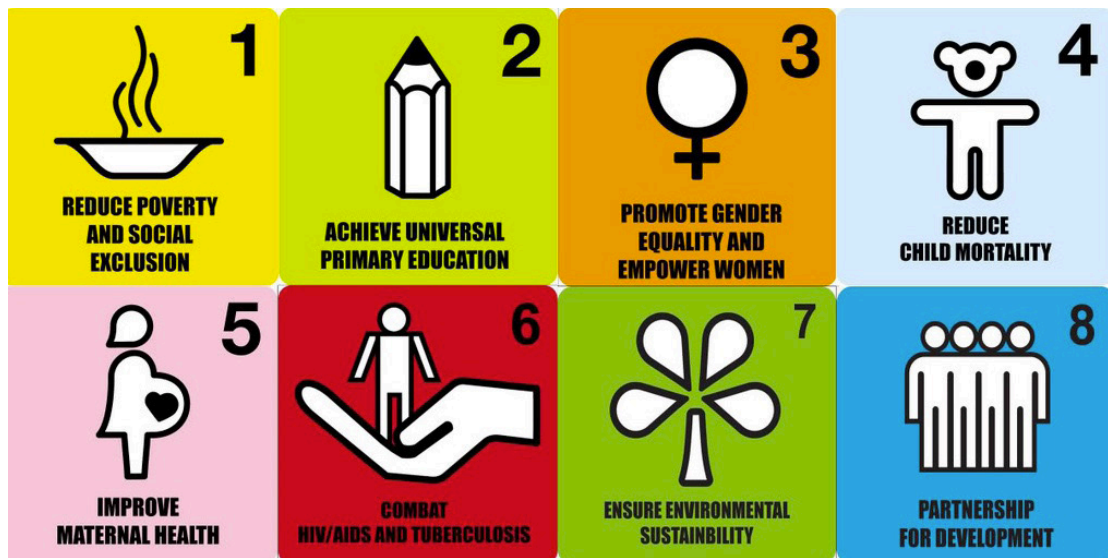 1
REDUCE POVERTY
AND SOCIAL
EXCLUSION
2
ACHIEVE UNIVERSAL
PRIMARY EDUCATION
3
PROMOTE GENDER
EQUALITY AND
EMPOWER WOMEN
4
REDUCE
CHILD MORTALITY
5
IMPROVE
MATERNAL HEALTH
6
COMBAT
HIV/AIDS AND TUBERCULOSIS
7
ENSURE ENVIRONMENTAL
SUSTAINBILITY
8
PARTNERSHIP
FOR DEVELOPMENT